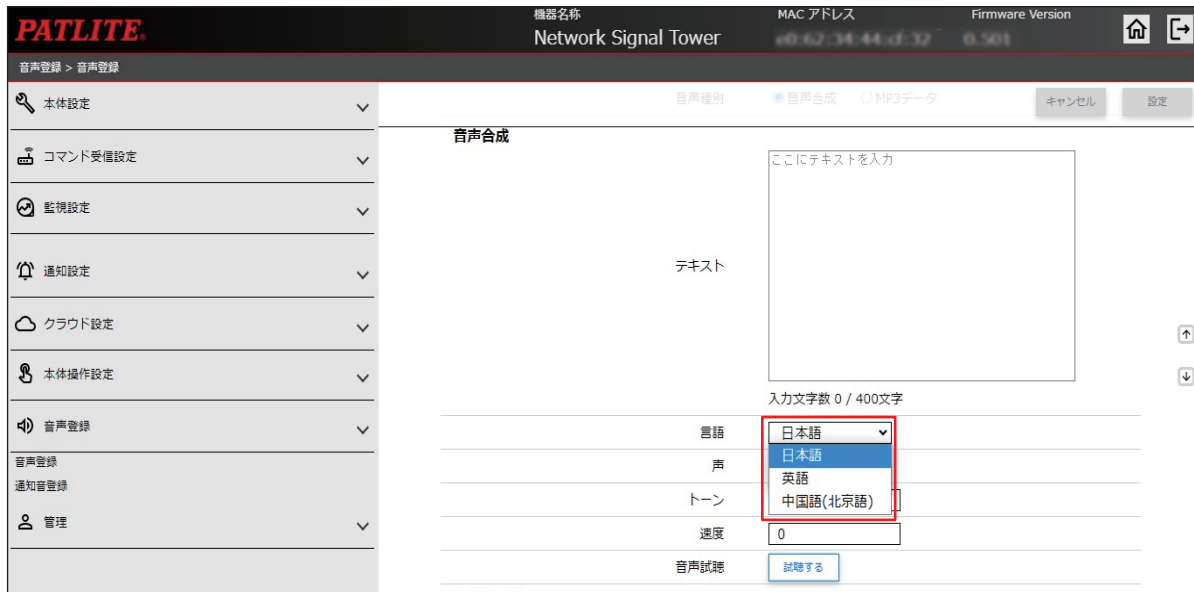 PATLITE
機器名称
Network Signal Tower
MAC アドレス
Firmware Version
0.501
音声登録 > 音声登録
本体設定
コマンド受信設定
監視設定
通知設定
クラウド設定
本体操作設定
音声登録
音声登録
通知音登録
管理
音声種別 音声合成 MP3データ
キャンセル 設定
音声合成
テキスト
ここにテキストを入力
入力文字数 0 / 400文字
言語 日本語
日本語
英語
中国語(北京語)
声
トーン
速度 0
音声試聴 試聴する